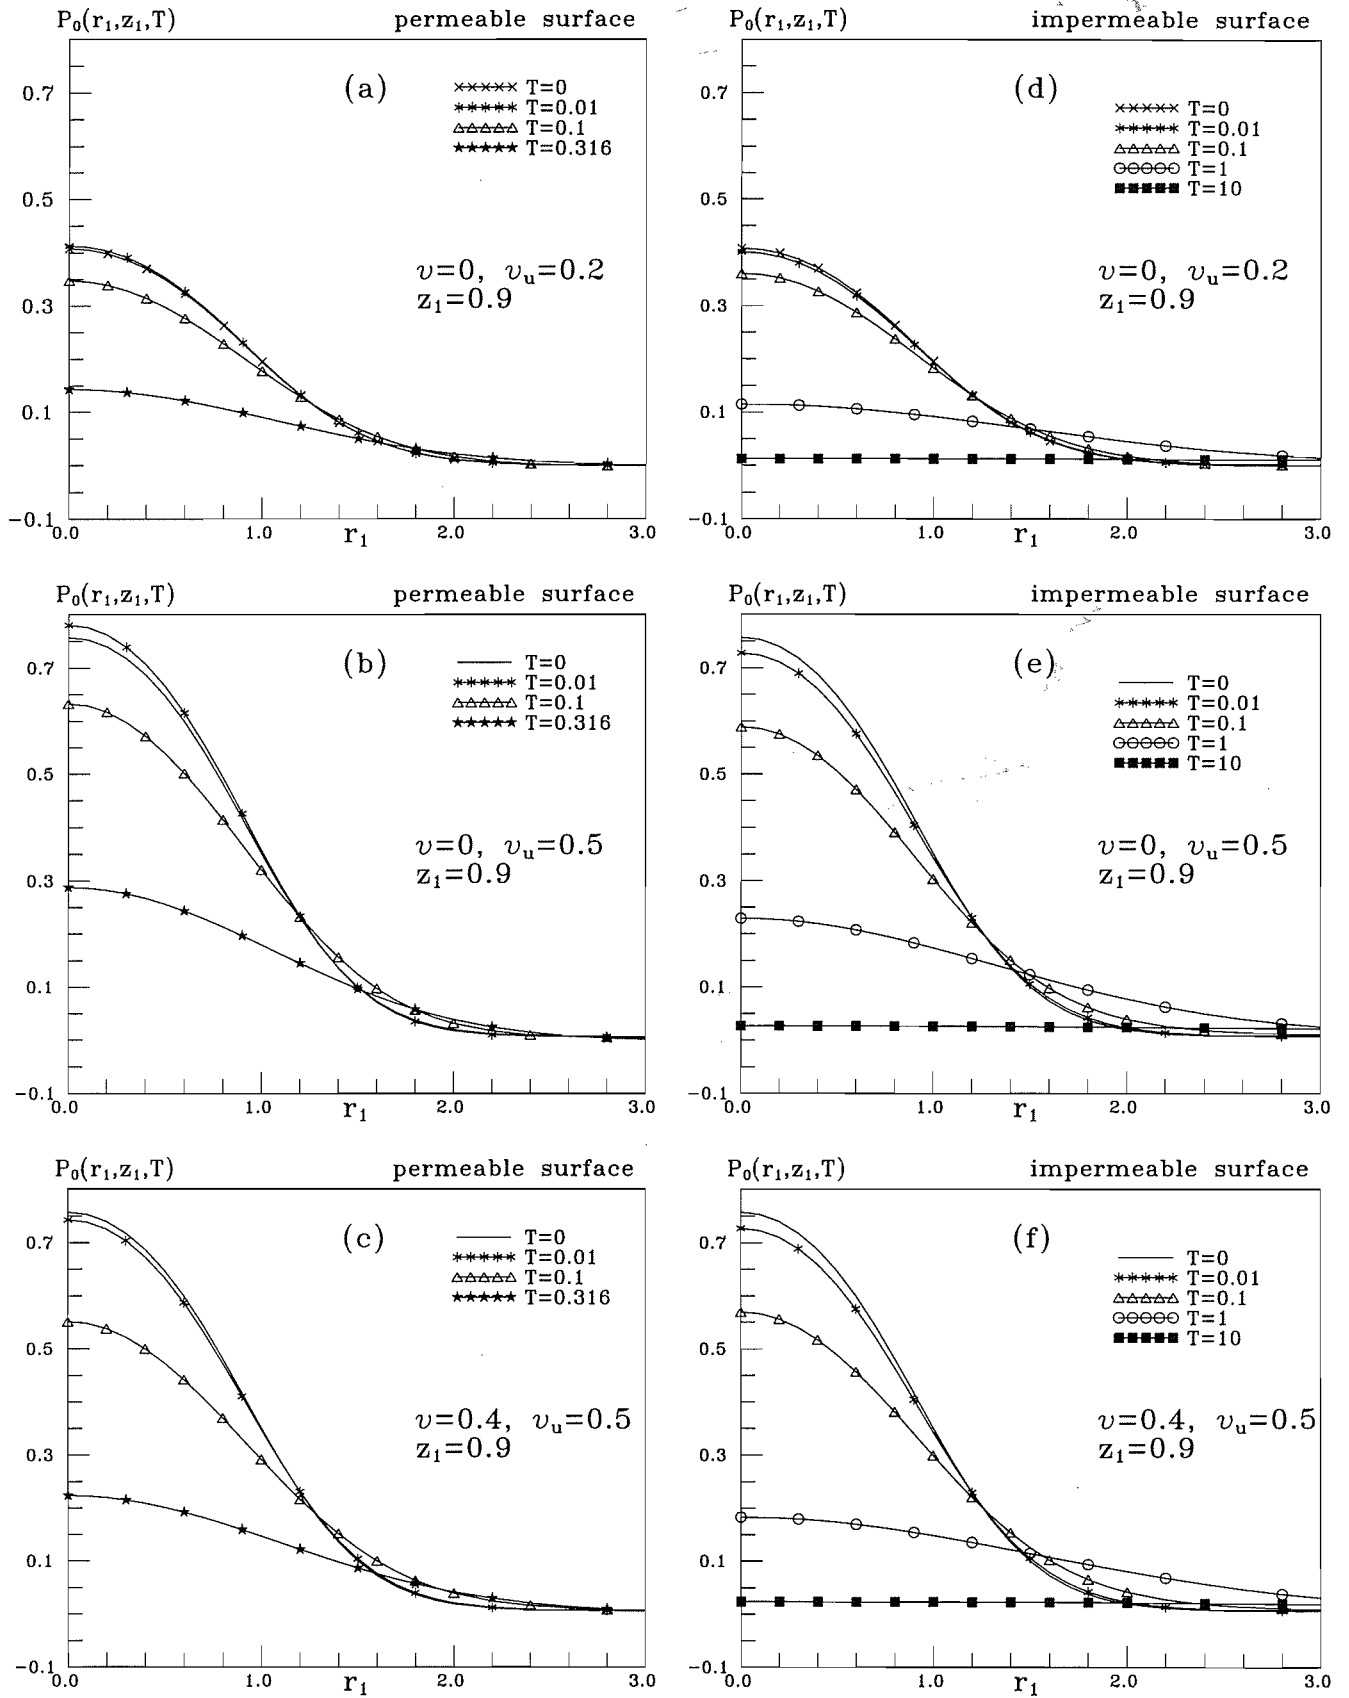 P₀(r₁,z₁,T) permeable surface
(a)
T=0
T=0.01
T=0.1
T=0.316
0.7
0.5
0.3
0.1
-0.1
ν=0, νᵤ=0.2
z₁=0.9
0.0 1.0 2.0 3.0
r₁
P₀(r₁,z₁,T) impermeable surface
(d)
T=0
T=0.01
T=0.1
T=1
T=10
0.7
0.5
0.3
0.1
-0.1
ν=0, νᵤ=0.2
z₁=0.9
0.0 1.0 2.0 3.0
r₁
P₀(r₁,z₁,T) permeable surface
(b)
T=0
T=0.01
T=0.1
T=0.316
0.7
0.5
0.3
0.1
-0.1
ν=0, νᵤ=0.5
z₁=0.9
0.0 1.0 2.0 3.0
r₁
P₀(r₁,z₁,T) impermeable surface
(e)
T=0
T=0.01
T=0.1
T=1
T=10
0.7
0.5
0.3
0.1
-0.1
ν=0, νᵤ=0.5
z₁=0.9
0.0 1.0 2.0 3.0
r₁
P₀(r₁,z₁,T) permeable surface
(c)
T=0
T=0.01
T=0.1
T=0.316
0.7
0.5
0.3
0.1
-0.1
ν=0.4, νᵤ=0.5
z₁=0.9
0.0 1.0 2.0 3.0
r₁
P₀(r₁,z₁,T) impermeable surface
(f)
T=0
T=0.01
T=0.1
T=1
T=10
0.7
0.5
0.3
0.1
-0.1
ν=0.4, νᵤ=0.5
z₁=0.9
0.0 1.0 2.0 3.0
r₁